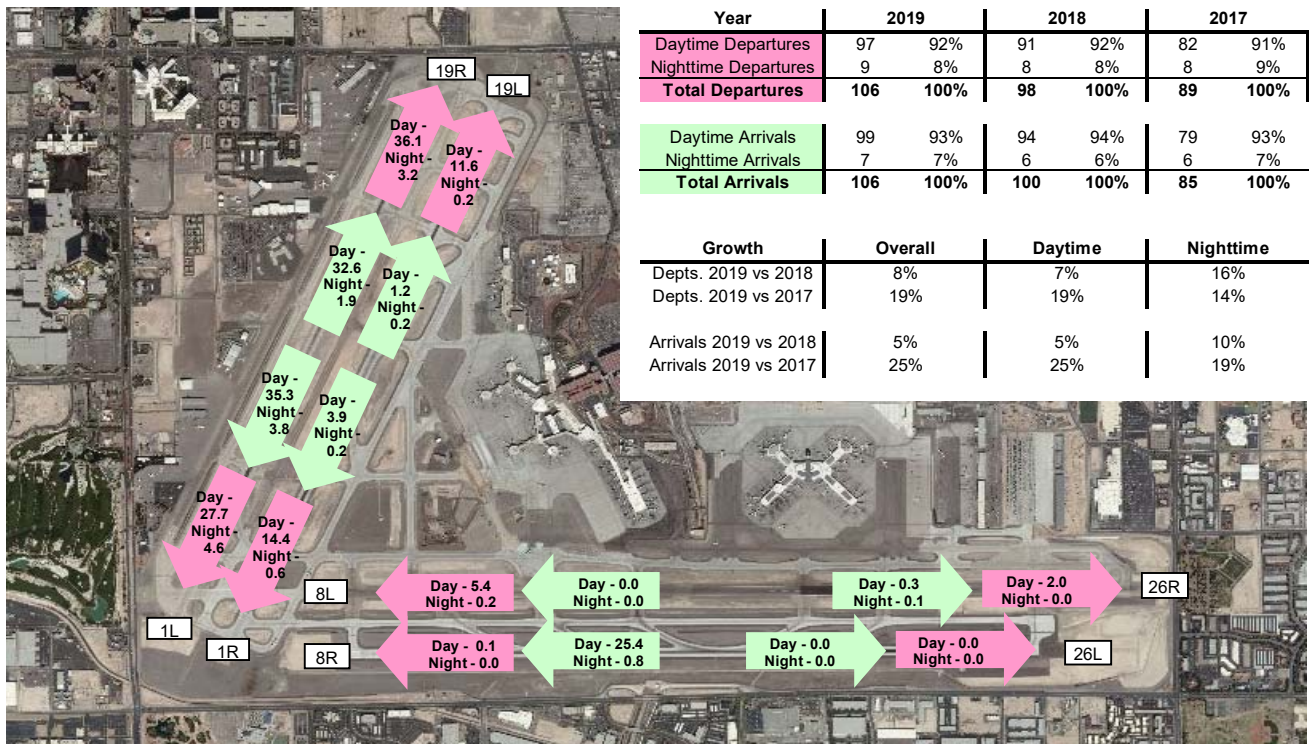 Year 2019 2018 2017
Daytime Departures 97 92% 91 92% 82 91%
Nighttime Departures 9 8% 8 8% 8 9%
Total Departures 106 100% 98 100% 89 100%
Daytime Arrivals 99 93% 94 94% 79 93%
Nighttime Arrivals 7 7% 6 6% 6 7%
Total Arrivals 106 100% 100 100% 85 100%
Growth Overall Daytime Nighttime
Depts. 2019 vs 2018 8% 7% 16%
Depts. 2019 vs 2017 19% 19% 14%
Arrivals 2019 vs 2018 5% 5% 10%
Arrivals 2019 vs 2017 25% 25% 19%
19R
19L
Day -
36.1
Night -
3.2
Day -
11.6
Night -
0.2
Day -
32.6
Night -
1.9
Day -
1.2
Night -
0.2
Day -
35.3
Night -
3.8
Day -
3.9
Night -
0.2
Day -
27.7
Night -
4.6
Day -
14.4
Night -
0.6
1L
1R
8L
Day - 5.4
Night - 0.2
Day - 0.0
Night - 0.0
Day - 0.3
Night - 0.1
Day - 2.0
Night - 0.0
26R
8R
Day - 0.1
Night - 0.0
Day - 25.4
Night - 0.8
Day - 0.0
Night - 0.0
Day - 0.0
Night - 0.0
26L